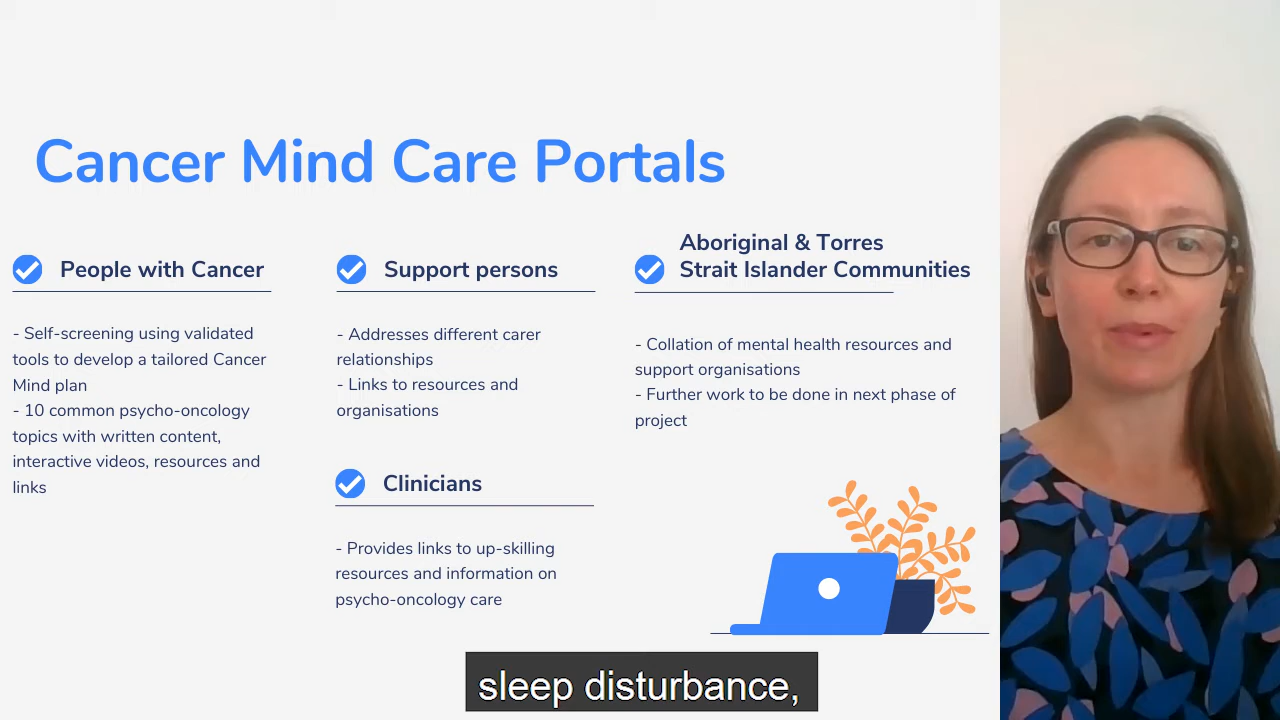 Cancer Mind Care Portals
People with Cancer
- Self-screening using validated
tools to develop a tailored Cancer
Mind plan
- 10 common psycho-oncology
topics with written content,
interactive videos, resources and
links
Support persons
- Addresses different carer
relationships
- Links to resources and
organisations
Clinicians
- Provides links to up-skilling
resources and information on
psycho-oncology care
Aboriginal & Torres
Strait Islander Communities
- Collation of mental health resources and
support organisations
- Further work to be done in next phase of
project
sleep disturbance,